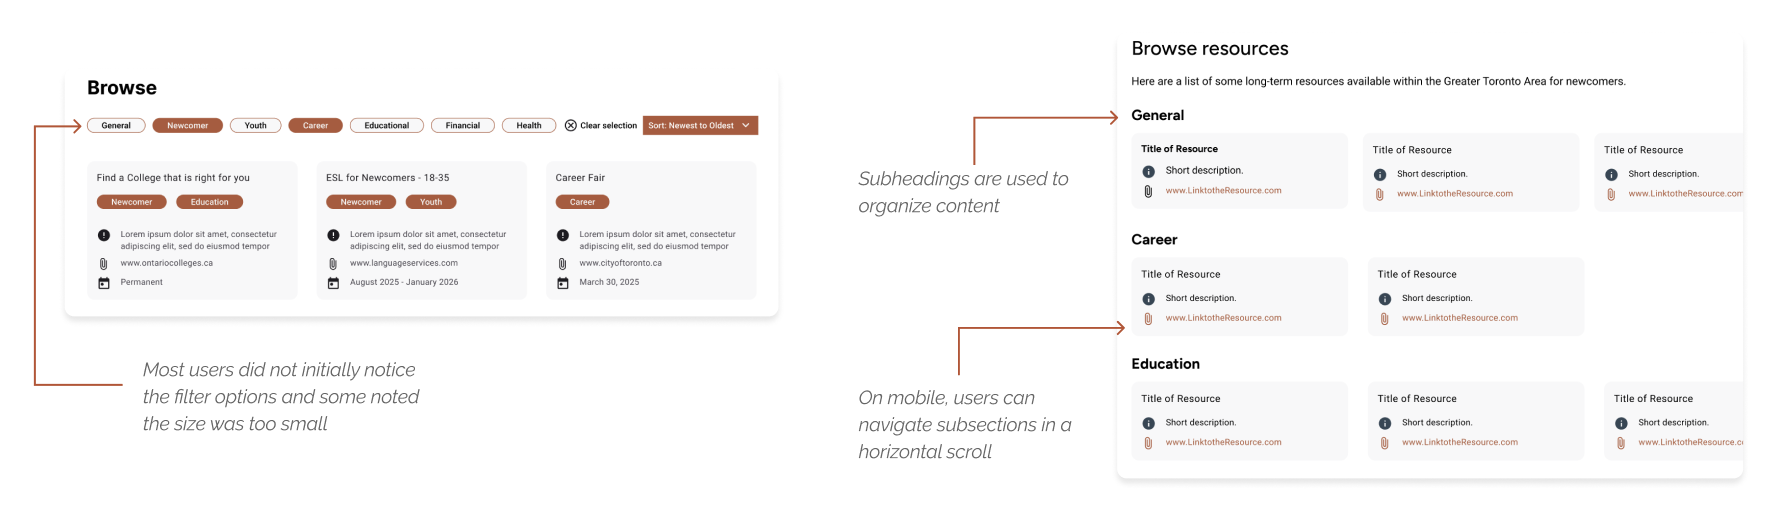 Browse
General Newcomer Youth Career Educational Financial Health Clear selection Sort: Newest to Oldest
Find a College that is right for you
Newcomer Education
Lorem ipsum dolor sit amet, consectetur
adipiscing elit, sed do eiusmod tempor
www.ontariocolleges.ca
Permanent
ESL for Newcomers - 18-35
Newcomer Youth
Lorem ipsum dolor sit amet, consectetur
adipiscing elit, sed do eiusmod tempor
www.languageservices.com
August 2025 - January 2026
Career Fair
Career
Lorem ipsum dolor sit amet, consectetur
adipiscing elit, sed do eiusmod tempor
www.cityoftoronto.ca
March 30, 2025
Most users did not initially notice
the filter options and some noted
the size was too small
Subheadings are used to
organize content
On mobile, users can
navigate subsections in a
horizontal scroll
Browse resources
Here are a list of some long-term resources available within the Greater Toronto Area for newcomers.
General
Title of Resource
Short description.
www.LinktotheResource.com
Title of Resource
Short description.
www.LinktotheResource.com
Title of Resource
Short description.
www.LinktotheResource.com
Career
Title of Resource
Short description.
www.LinktotheResource.com
Title of Resource
Short description.
www.LinktotheResource.com
Education
Title of Resource
Short description.
www.LinktotheResource.com
Title of Resource
Short description.
www.LinktotheResource.com
Title of Resource
Short description.
www.LinktotheResource.c